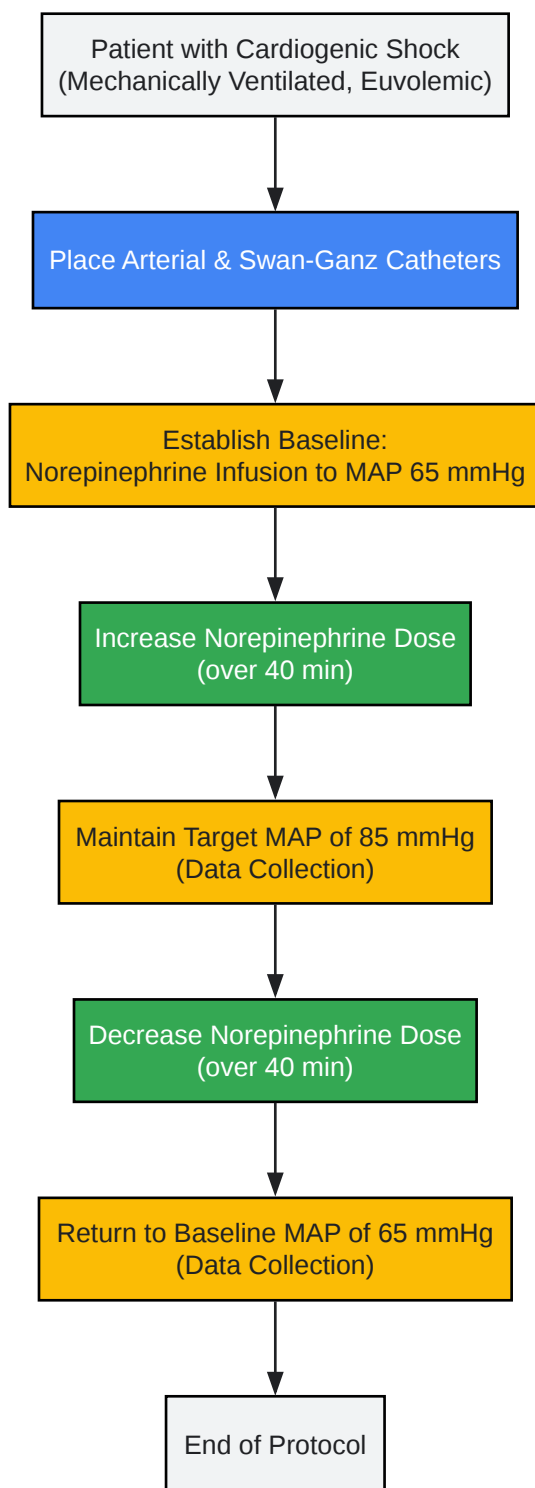 Patient with Cardiogenic Shock
(Mechanically Ventilated, Euvolemic)
Place Arterial & Swan-Ganz Catheters
Establish Baseline:
Norepinephrine Infusion to MAP 65 mmHg
Increase Norepinephrine Dose
(over 40 min)
Maintain Target MAP of 85 mmHg
(Data Collection)
Decrease Norepinephrine Dose
(over 40 min)
Return to Baseline MAP of 65 mmHg
(Data Collection)
End of Protocol